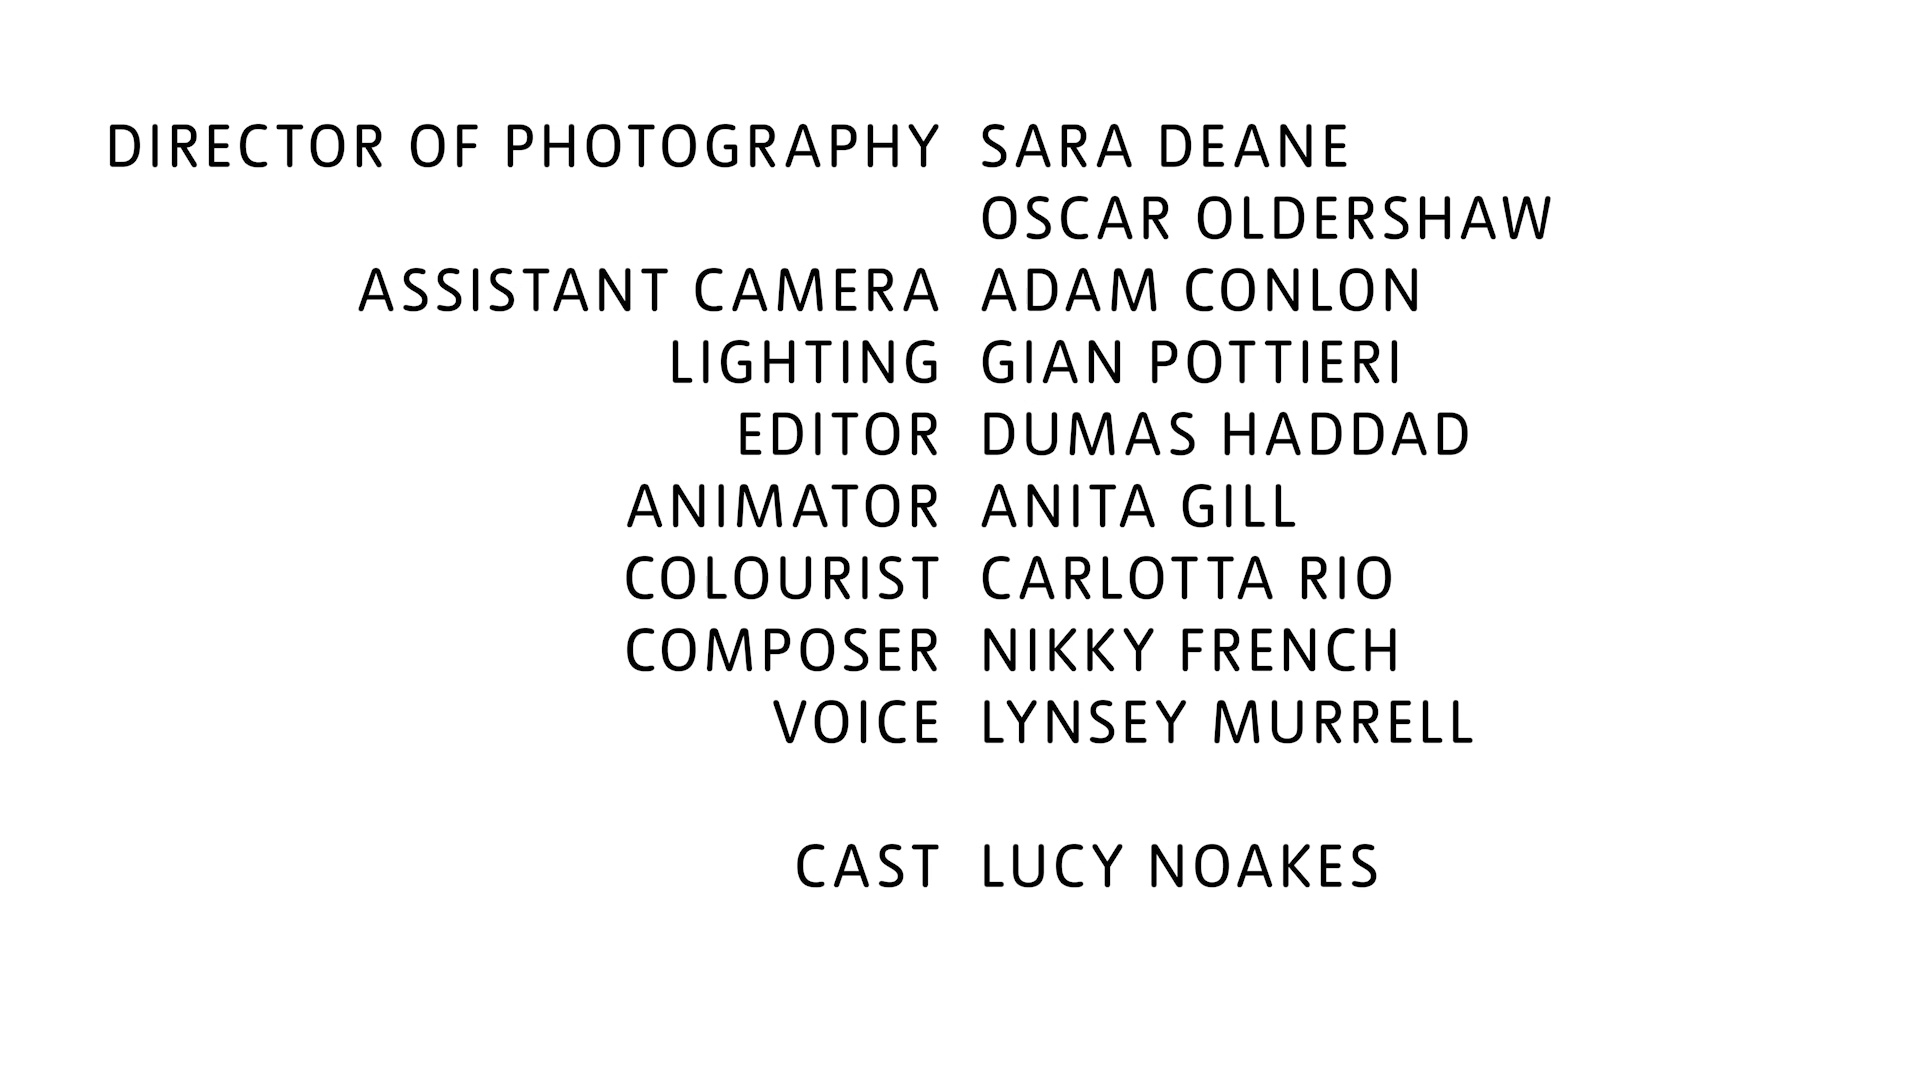 DIRECTOR OF PHOTOGRAPHY SARA DEANE
OSCAR OLDERSHAW
ASSISTANT CAMERA ADAM CONLON
LIGHTING GIAN POTTIERI
EDITOR DUMAS HADDAD
ANIMATOR ANITA GILL
COLOURIST CARLOTTA RIO
COMPOSER NIKKY FRENCH
VOICE LYNSEY MURRELL
CAST LUCY NOAKES